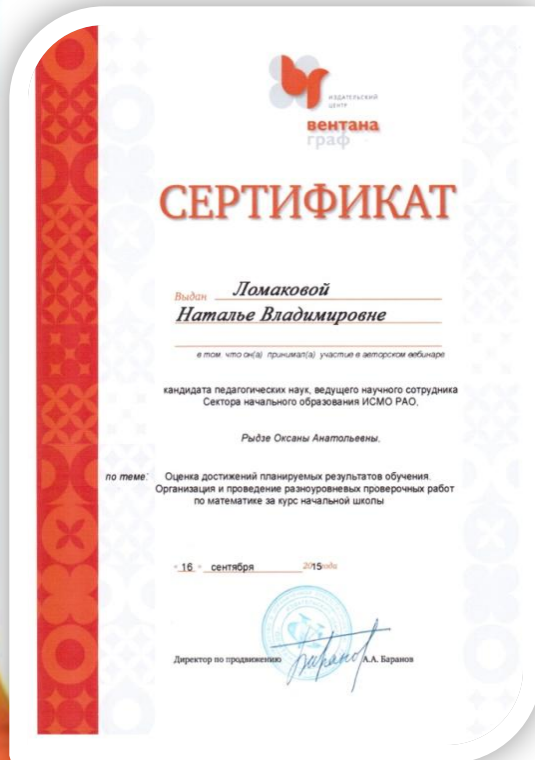 ИЗДАТЕЛЬСКИЙ
ЦЕНТР
вентана
граф
СЕРТИФИКАТ
Выдан Ломаковой
Наталье Владимировне
в том, что он(а) принимал(а) участие в авторском вебинаре
кандидата педагогических наук, ведущего научного сотрудника
Сектора начального образования ИСМО РАО,
Рыдзе Оксаны Анатольевны,
по теме: Оценка достижений планируемых результатов обучения.
Организация и проведение разноуровневых проверочных работ
по математике за курс начальной школы
« 16 » сентября 2015года
Директор по продвижению А.А. Баранов